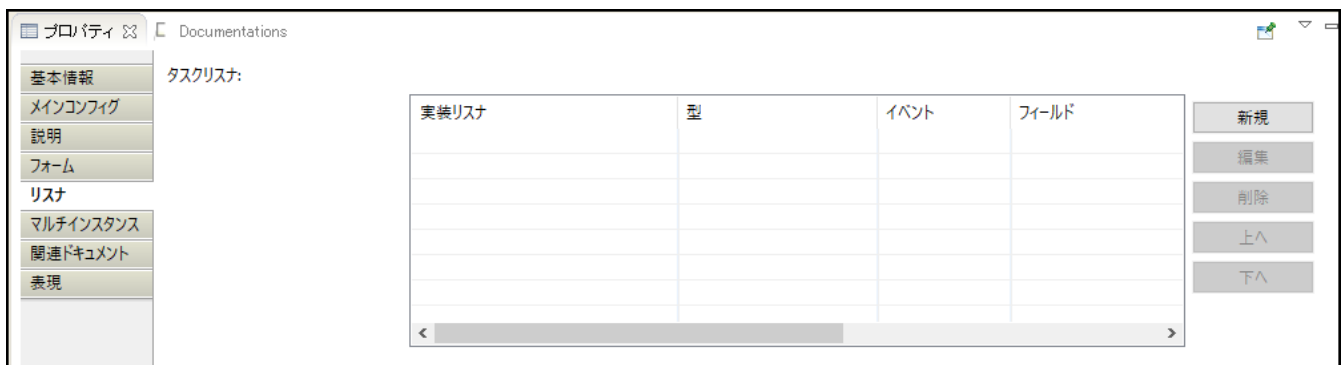 プロパティ Documentations
基本情報
メインコンフィグ
説明
フォーム
リスナ
マルチインスタンス
関連ドキュメント
表現
タスクリスナ:
実装リスナ 型 イベント フィールド
新規
編集
削除
上へ
下へ